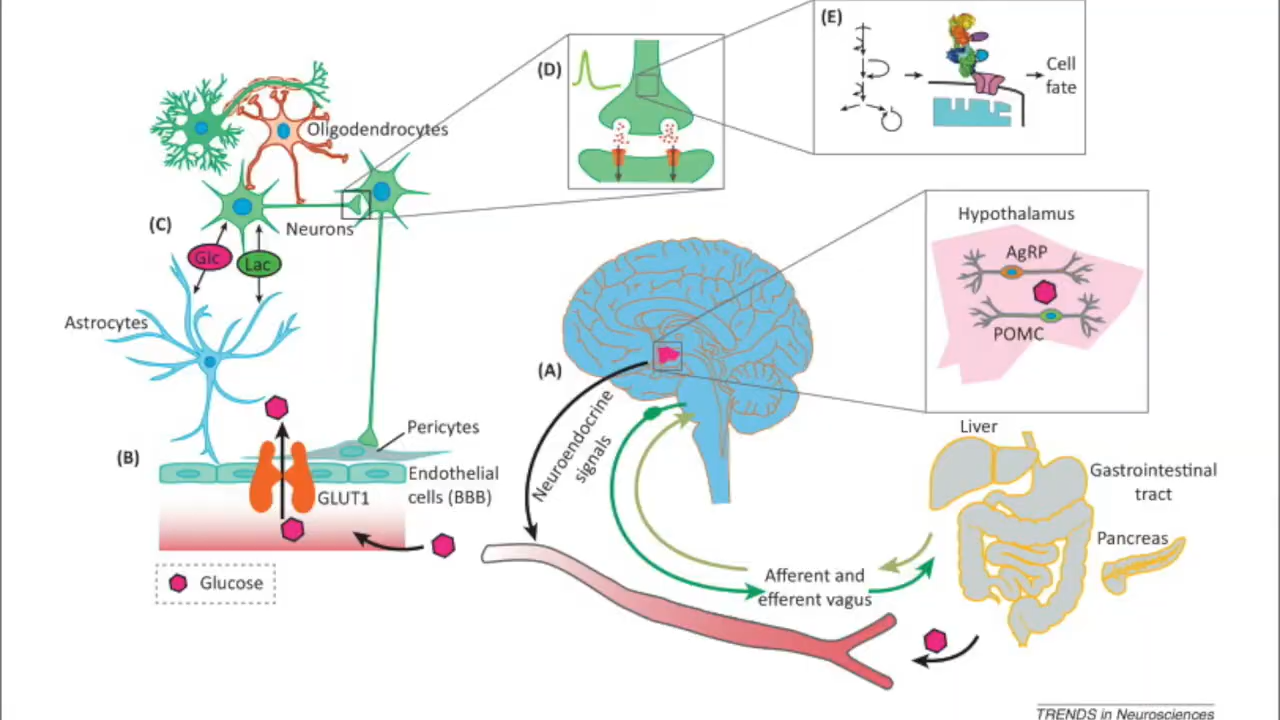 (E)
Cell
fate
(D)
Oligodendrocytes
(C)
Neurons
Glc
Lac
Astrocytes
Hypothalamus
AgRP
POMC
(A)
Neuroendocrine
signals
Pericytes
(B)
Endothelial
cells (BBB)
GLUT1
Glucose
Liver
Gastrointestinal
tract
Pancreas
Afferent and
efferent vagus
TRENDS in Neurosciences